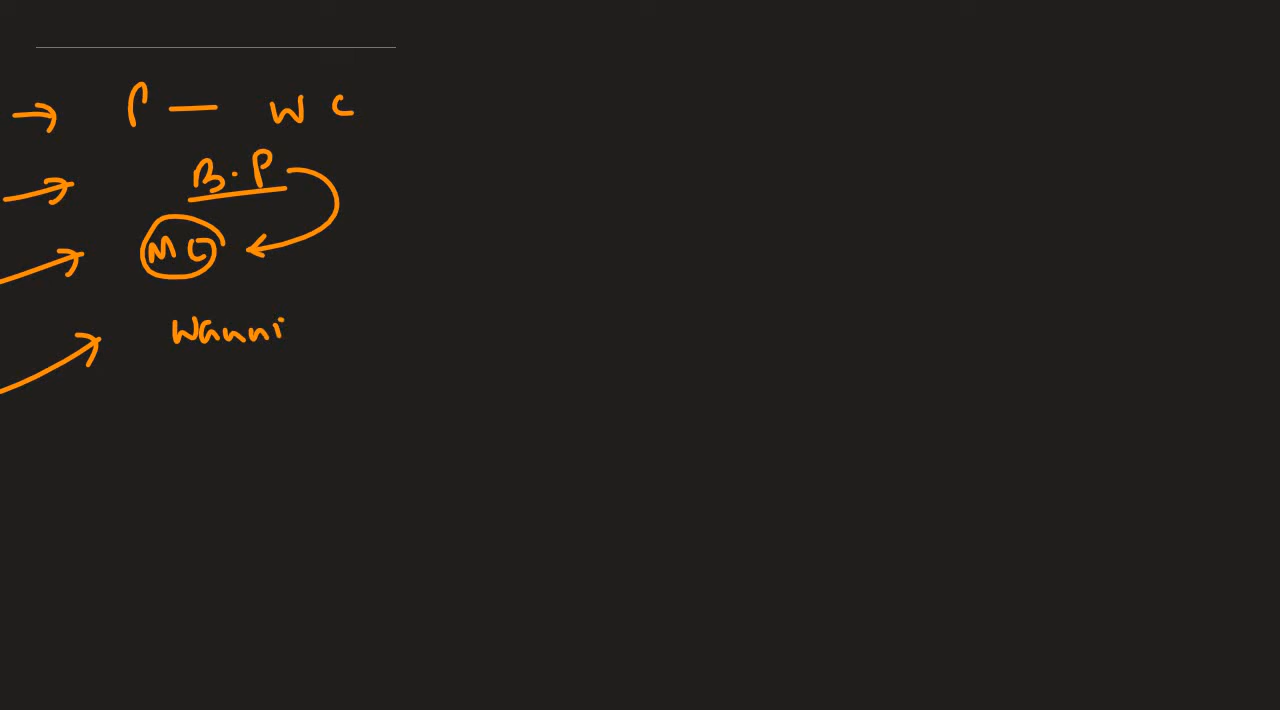 → P — W C
→ B.P
→ MC
→ Wanni